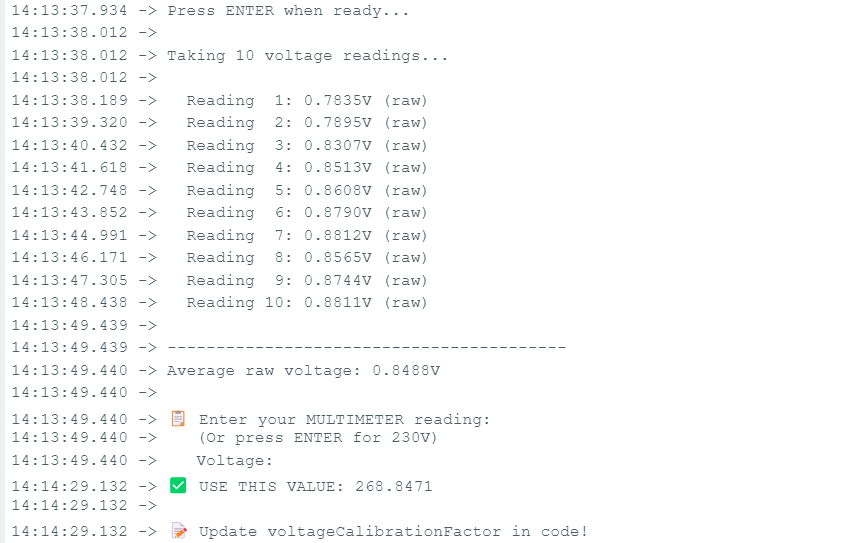 14:13:37.934 -> Press ENTER when ready...
14:13:38.012 ->
14:13:38.012 -> Taking 10 voltage readings...
14:13:38.012 ->
14:13:38.189 ->   Reading  1: 0.7835V (raw)
14:13:39.320 ->   Reading  2: 0.7895V (raw)
14:13:40.432 ->   Reading  3: 0.8307V (raw)
14:13:41.618 ->   Reading  4: 0.8513V (raw)
14:13:42.748 ->   Reading  5: 0.8608V (raw)
14:13:43.852 ->   Reading  6: 0.8790V (raw)
14:13:44.991 ->   Reading  7: 0.8812V (raw)
14:13:46.171 ->   Reading  8: 0.8565V (raw)
14:13:47.305 ->   Reading  9: 0.8744V (raw)
14:13:48.438 ->   Reading 10: 0.8811V (raw)
14:13:49.439 ->
14:13:49.439 -> -----------------------------------------
14:13:49.440 -> Average raw voltage: 0.8488V
14:13:49.440 ->
14:13:49.440 -> 📋 Enter your MULTIMETER reading:
14:13:49.440 ->    (Or press ENTER for 230V)
14:13:49.440 ->    Voltage:
14:14:29.132 -> ✅ USE THIS VALUE: 268.8471
14:14:29.132 ->
14:14:29.132 -> 📝 Update voltageCalibrationFactor in code!